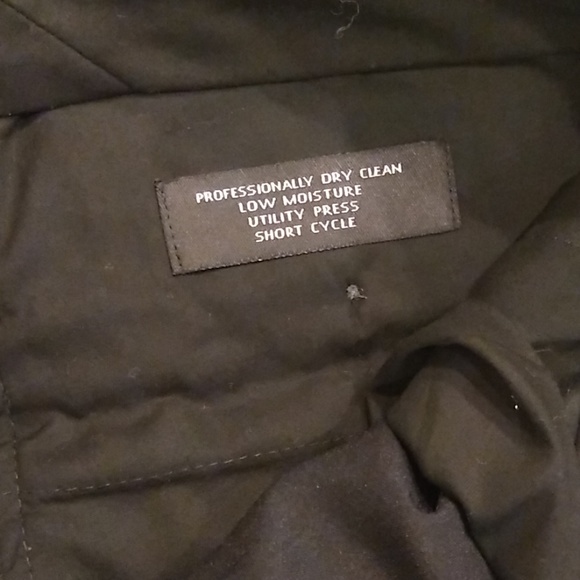 PROFESSIONALLY DRY CLEAN
LOW MOISTURE
UTILITY PRESS
SHORT CYCLE